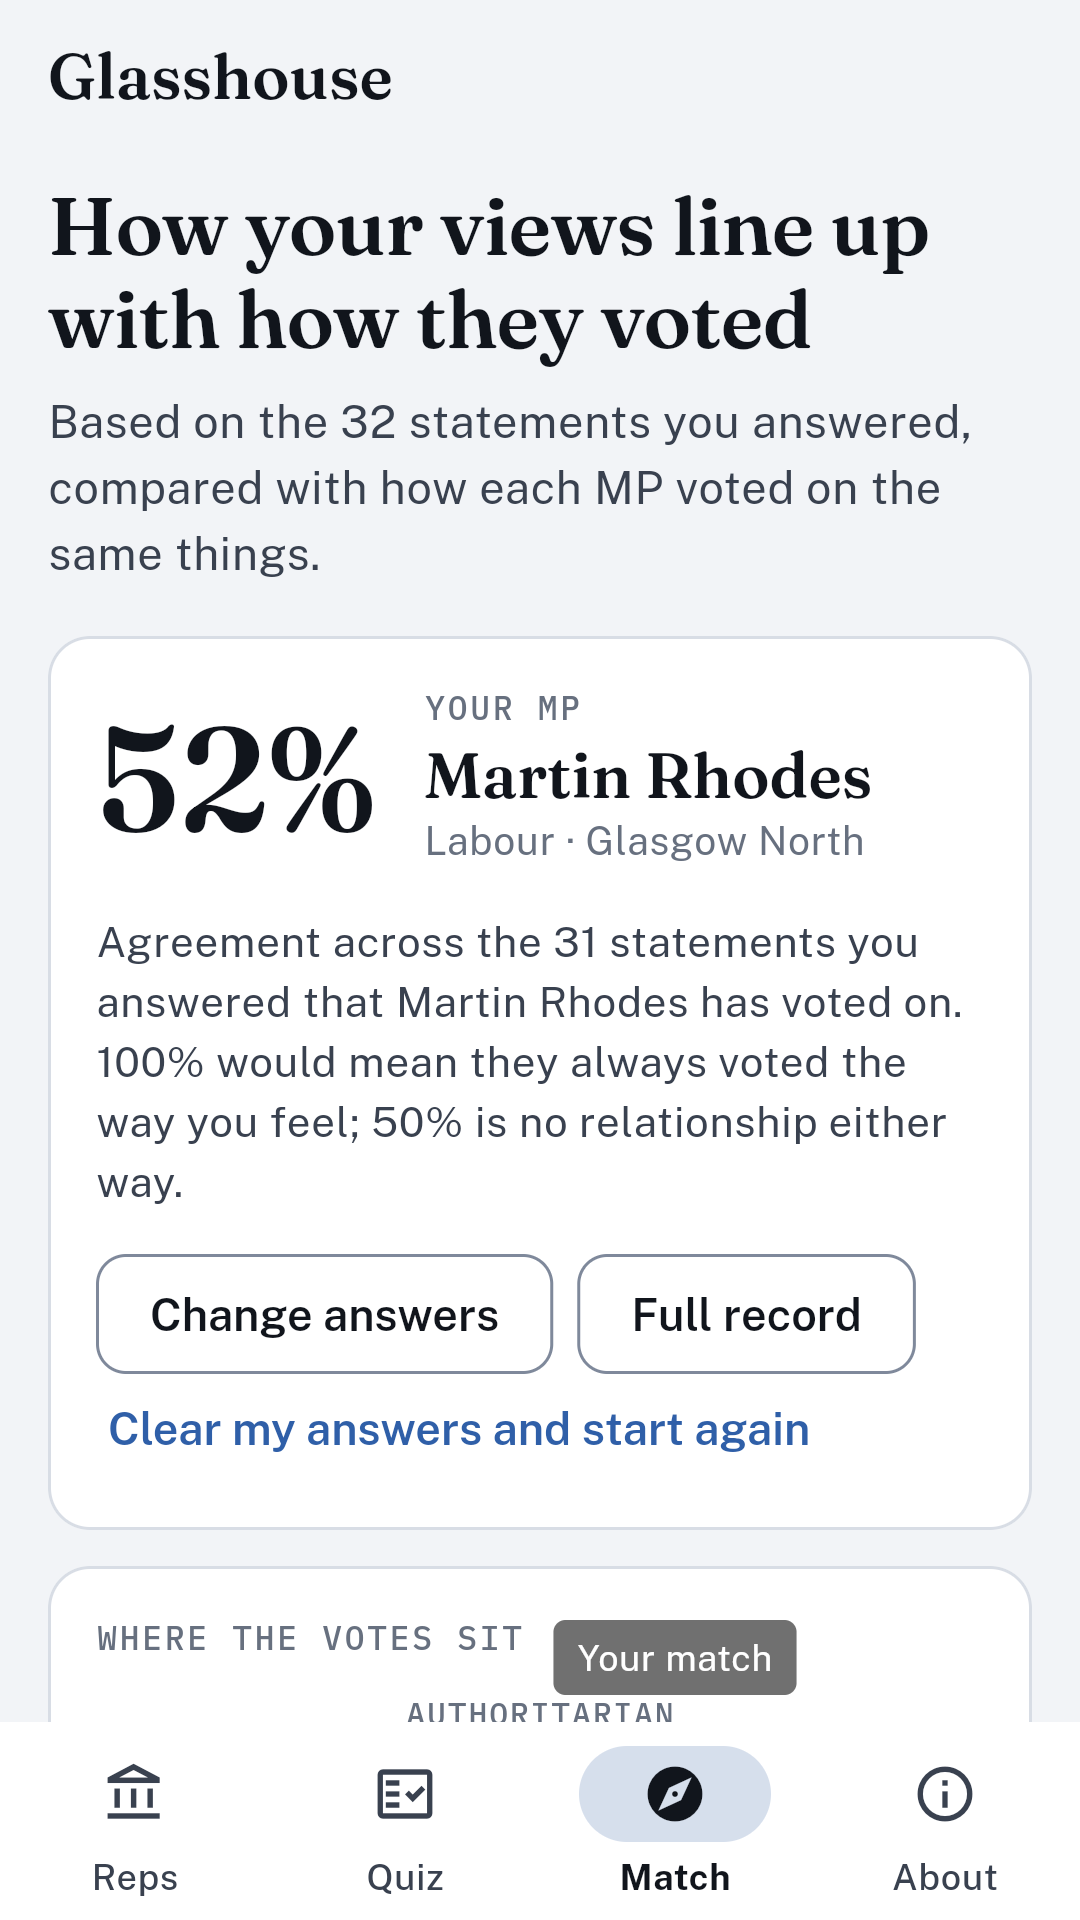 Glasshouse
How your views line up
with how they voted
Based on the 32 statements you answered,
compared with how each MP voted on the
same things.
52%
YOUR MP
Martin Rhodes
Labour · Glasgow North
Agreement across the 31 statements you
answered that Martin Rhodes has voted on.
100% would mean they always voted the
way you feel; 50% is no relationship either
way.
Change answers
Full record
Clear my answers and start again
WHERE THE VOTES SIT
Your match
AUTHORITARIAN
Reps
Quiz
Match
About